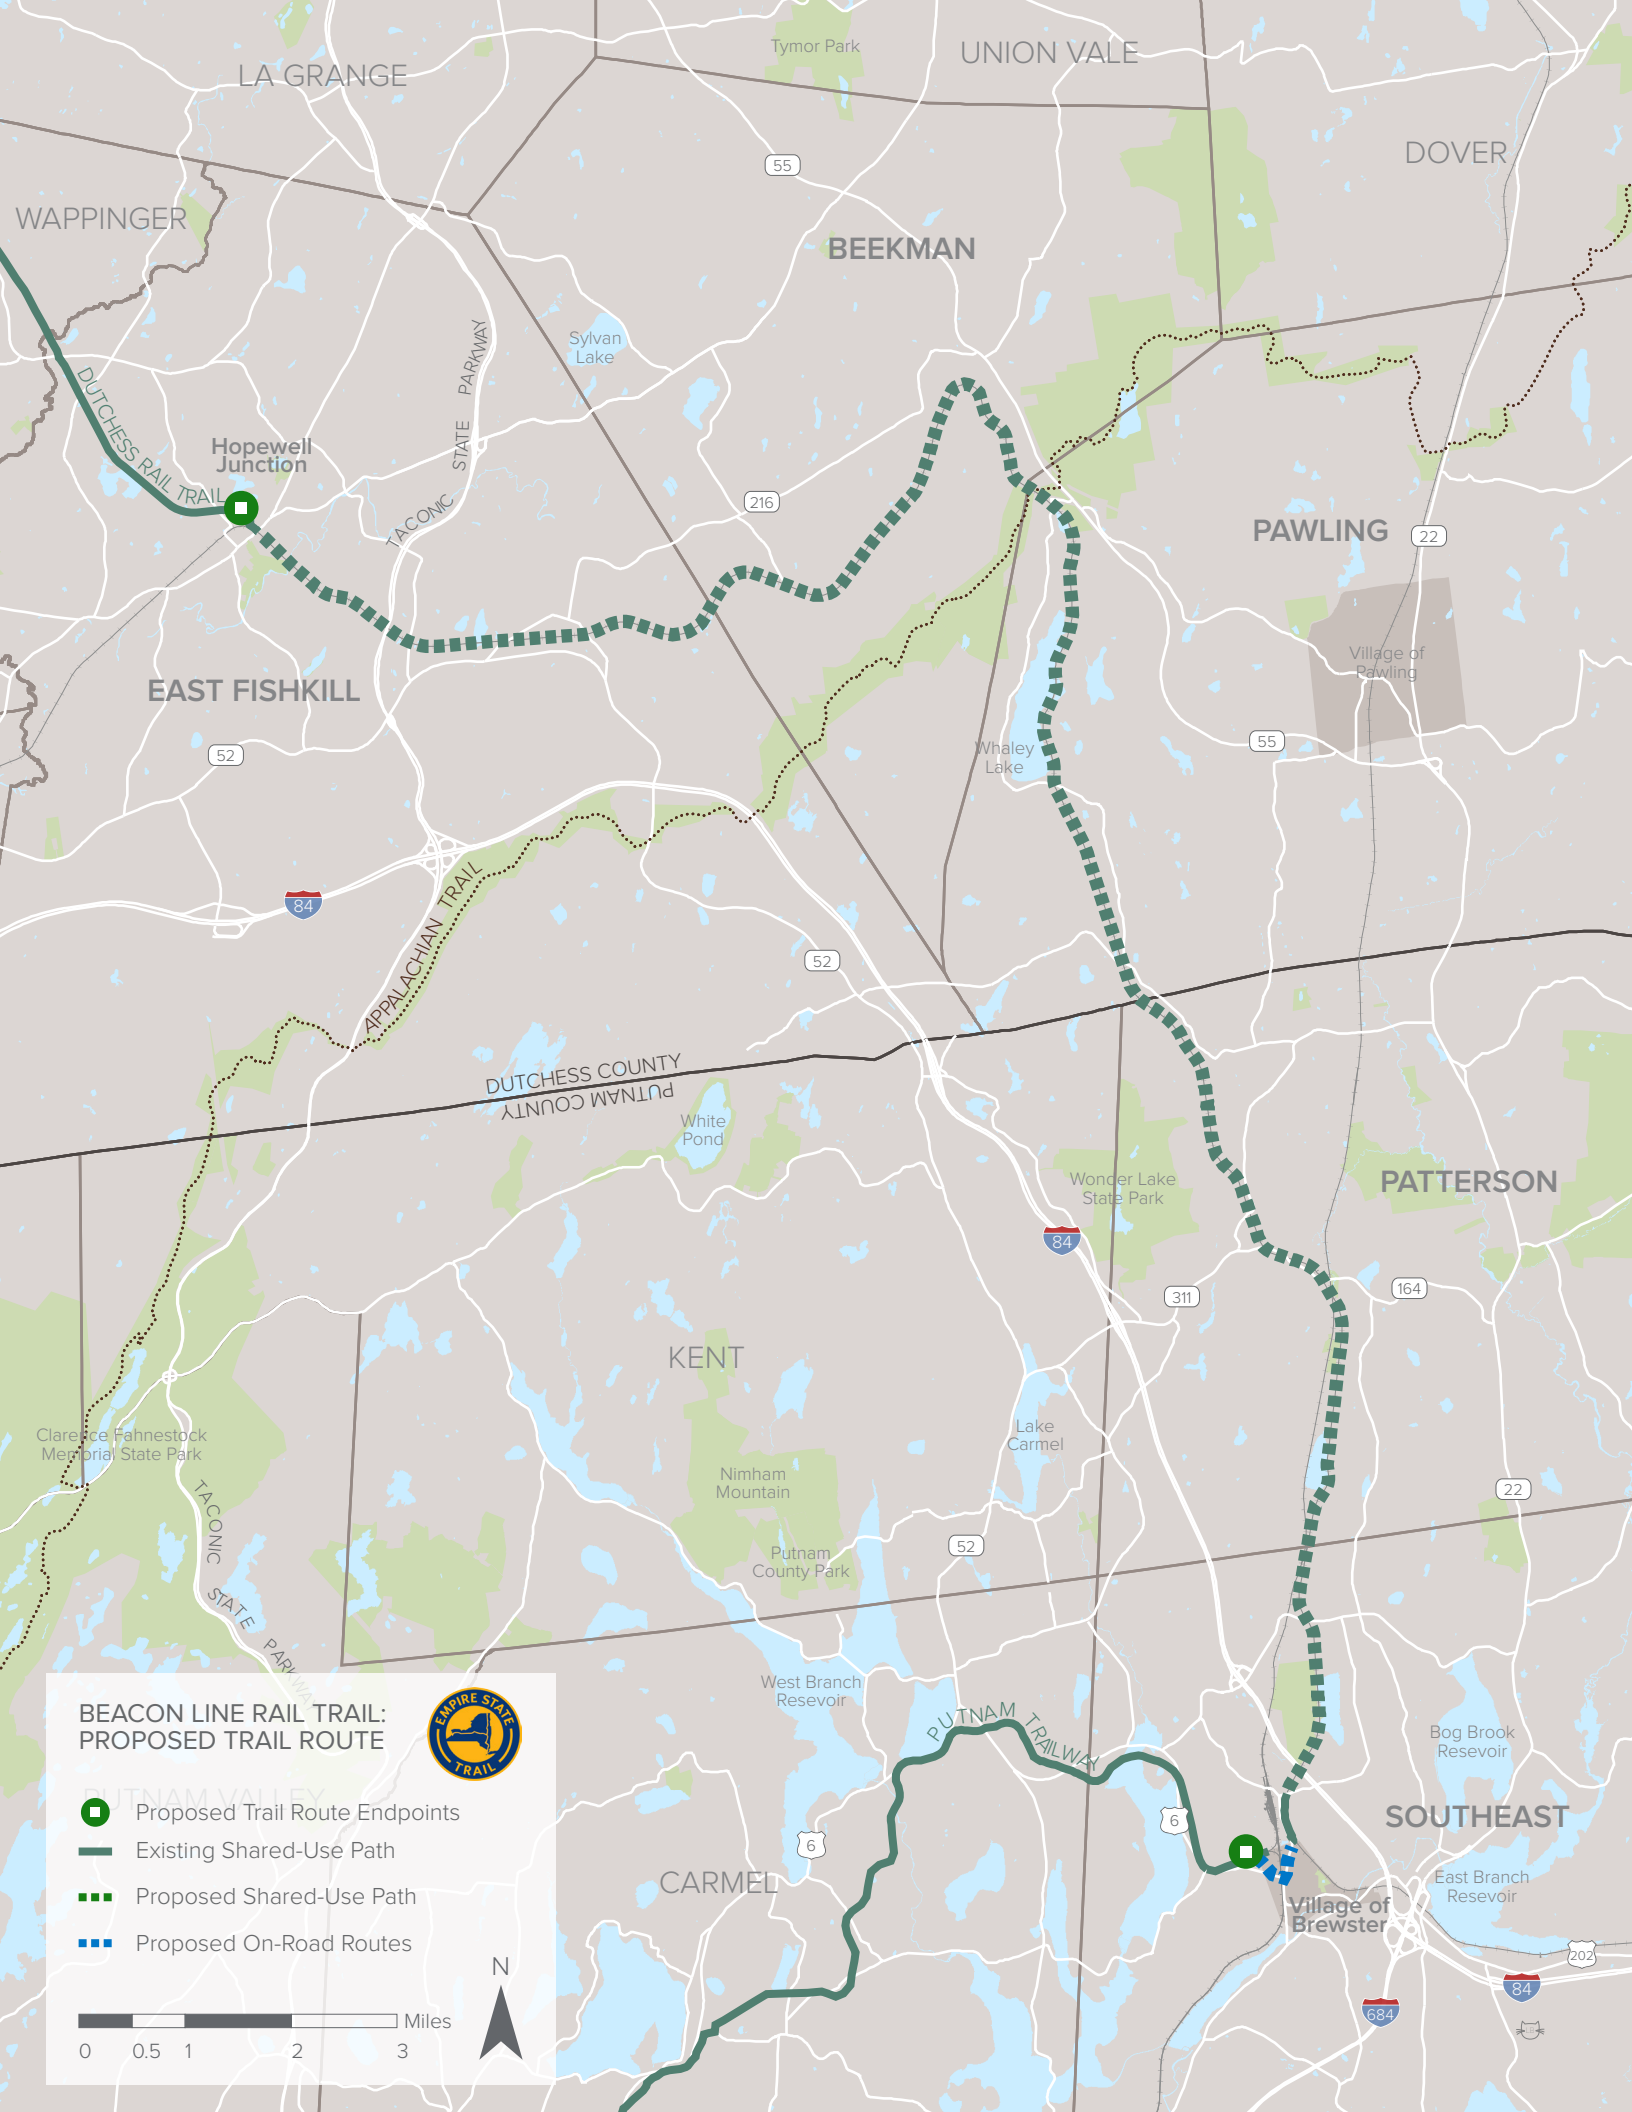 Tymor Park
UNION VALE
LA GRANGE
DOVER
55
WAPPINGER
BEEKMAN
Sylvan
Lake
STATE PARKWAY
DUTCHESS RAIL TRAIL
Hopewell
Junction
TACONIC
216
PAWLING
22
Village of
Pawling
EAST FISHKILL
52
55
Whaley
Lake
84
APPALACHIAN TRAIL
52
DUTCHESS COUNTY
PUTNAM COUNTY
White
Pond
Wonder Lake
State Park
PATTERSON
84
311
164
KENT
Clarence Fahnestock
Memorial State Park
Lake
Carmel
Nimham
Mountain
TACONIC
22
52
Putnam
County Park
STATE
PARKWAY
West Branch
Resevoir
PUTNAM TRAILWAY
Bog Brook
Resevoir
BEACON LINE RAIL TRAIL:
PROPOSED TRAIL ROUTE
EMPIRE STATE
TRAIL
PUTNAM VALLEY
Proposed Trail Route Endpoints
Existing Shared-Use Path
Proposed Shared-Use Path
Proposed On-Road Routes
N
Miles
0 0.5 1 2 3
6
6
SOUTHEAST
CARMEL
East Branch
Resevoir
Village of
Brewster
202
84
684